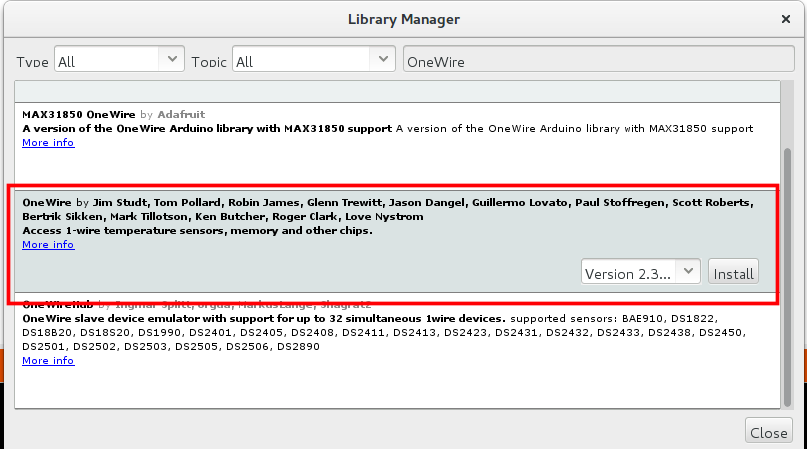 Library Manager
Type All Topic All OneWire
MAX31850 OneWire by Adafruit
A version of the OneWire Arduino library with MAX31850 support A version of the OneWire Arduino library with MAX31850 support
More info
OneWire by Jim Studt, Tom Pollard, Robin James, Glenn Trewitt, Jason Dangel, Guillermo Lovato, Paul Stoffregen, Scott Roberts,
Bertrik Sikken, Mark Tillotson, Ken Butcher, Roger Clark, Love Nystrom
Access 1-wire temperature sensors, memory and other chips.
More info
Version 2.3... Install
OneWireHub by Ingmar Splitt, orgua, MarkusLange, Shagrat2
OneWire slave device emulator with support for up to 32 simultaneous 1wire devices. supported sensors: BAE910, DS1822,
DS18B20, DS18S20, DS1990, DS2401, DS2405, DS2408, DS2411, DS2413, DS2423, DS2431, DS2432, DS2433, DS2438, DS2450,
DS2501, DS2502, DS2503, DS2505, DS2506, DS2890
More info
Close